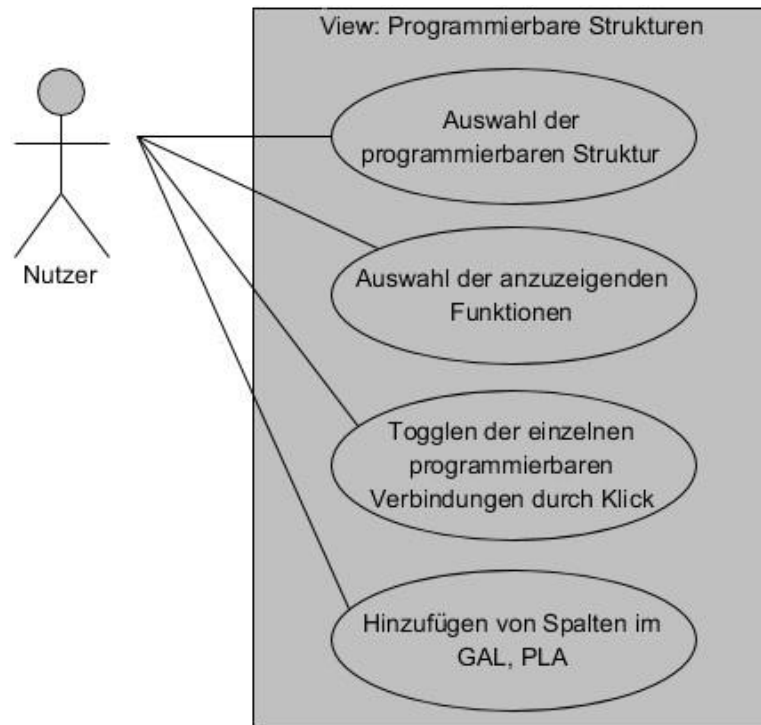 View: Programmierbare Strukturen
Auswahl der
programmierbaren Struktur
Nutzer
Auswahl der anzuzeigenden
Funktionen
Togglen der einzelnen
programmierbaren
Verbindungen durch Klick
Hinzufügen von Spalten im
GAL, PLA